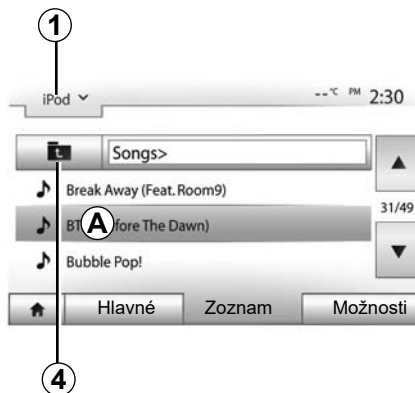 1
iPod
--°C PM 2:30
Songs>
Break Away (Feat. Room9)
31/49
A
fore The Dawn)
Bubble Pop!
Hlavné Zoznam Možnosti
4